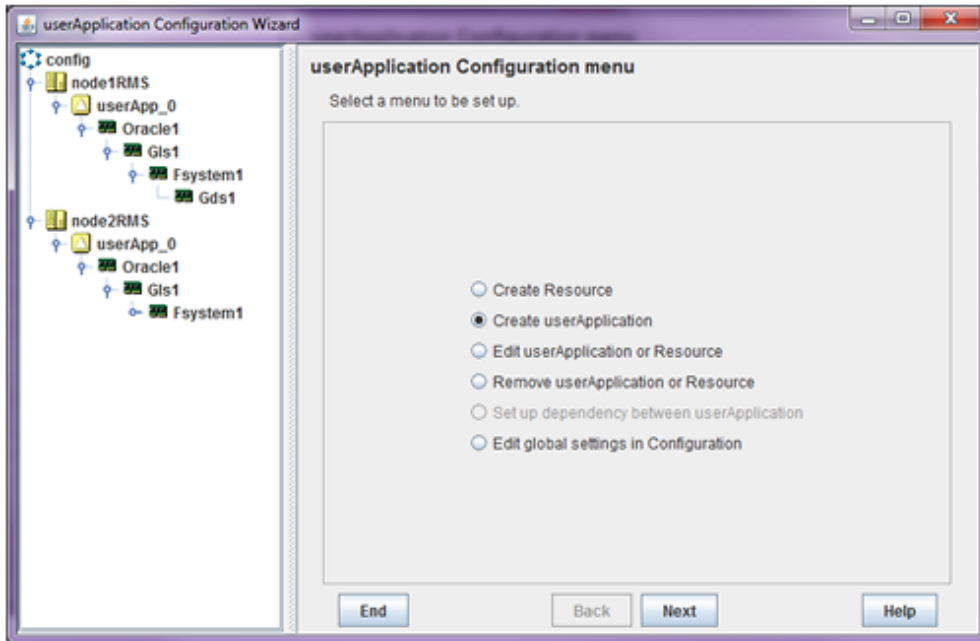 userApplication Configuration Wizard
config
node1RMS
userApp_0
Oracle1
Gls1
Fsystem1
Gds1
node2RMS
userApp_0
Oracle1
Gls1
Fsystem1
userApplication Configuration menu
Select a menu to be set up.
Create Resource
Create userApplication
Edit userApplication or Resource
Remove userApplication or Resource
Set up dependency between userApplication
Edit global settings in Configuration
End
Back
Next
Help